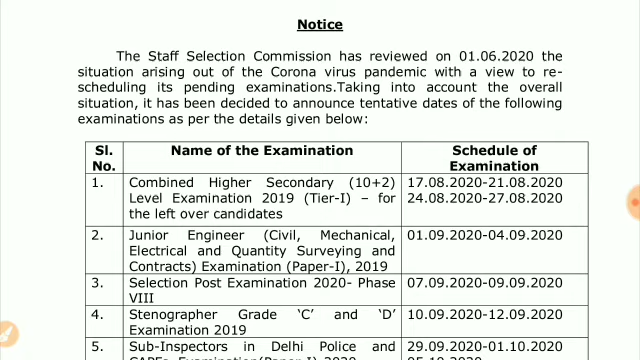 Notice
The Staff Selection Commission has reviewed on 01.06.2020 the
situation arising out of the Corona virus pandemic with a view to re-
scheduling its pending examinations.Taking into account the overall
situation, it has been decided to announce tentative dates of the following
examinations as per the details given below:
Sl. No. Name of the Examination Schedule of Examination
1. Combined Higher Secondary (10+2) 17.08.2020-21.08.2020
Level Examination 2019 (Tier-I) – for 24.08.2020-27.08.2020
the left over candidates
2. Junior Engineer (Civil, Mechanical, 01.09.2020-04.09.2020
Electrical and Quantity Surveying and
Contracts) Examination (Paper-I), 2019
3. Selection Post Examination 2020- Phase 07.09.2020-09.09.2020
VIII
4. Stenographer Grade ‘C’ and ‘D’ 10.09.2020-12.09.2020
Examination 2019
5. Sub-Inspectors in Delhi Police and 29.09.2020-01.10.2020
CAPFs Examination(Paper-I) 2020 05.10.2020